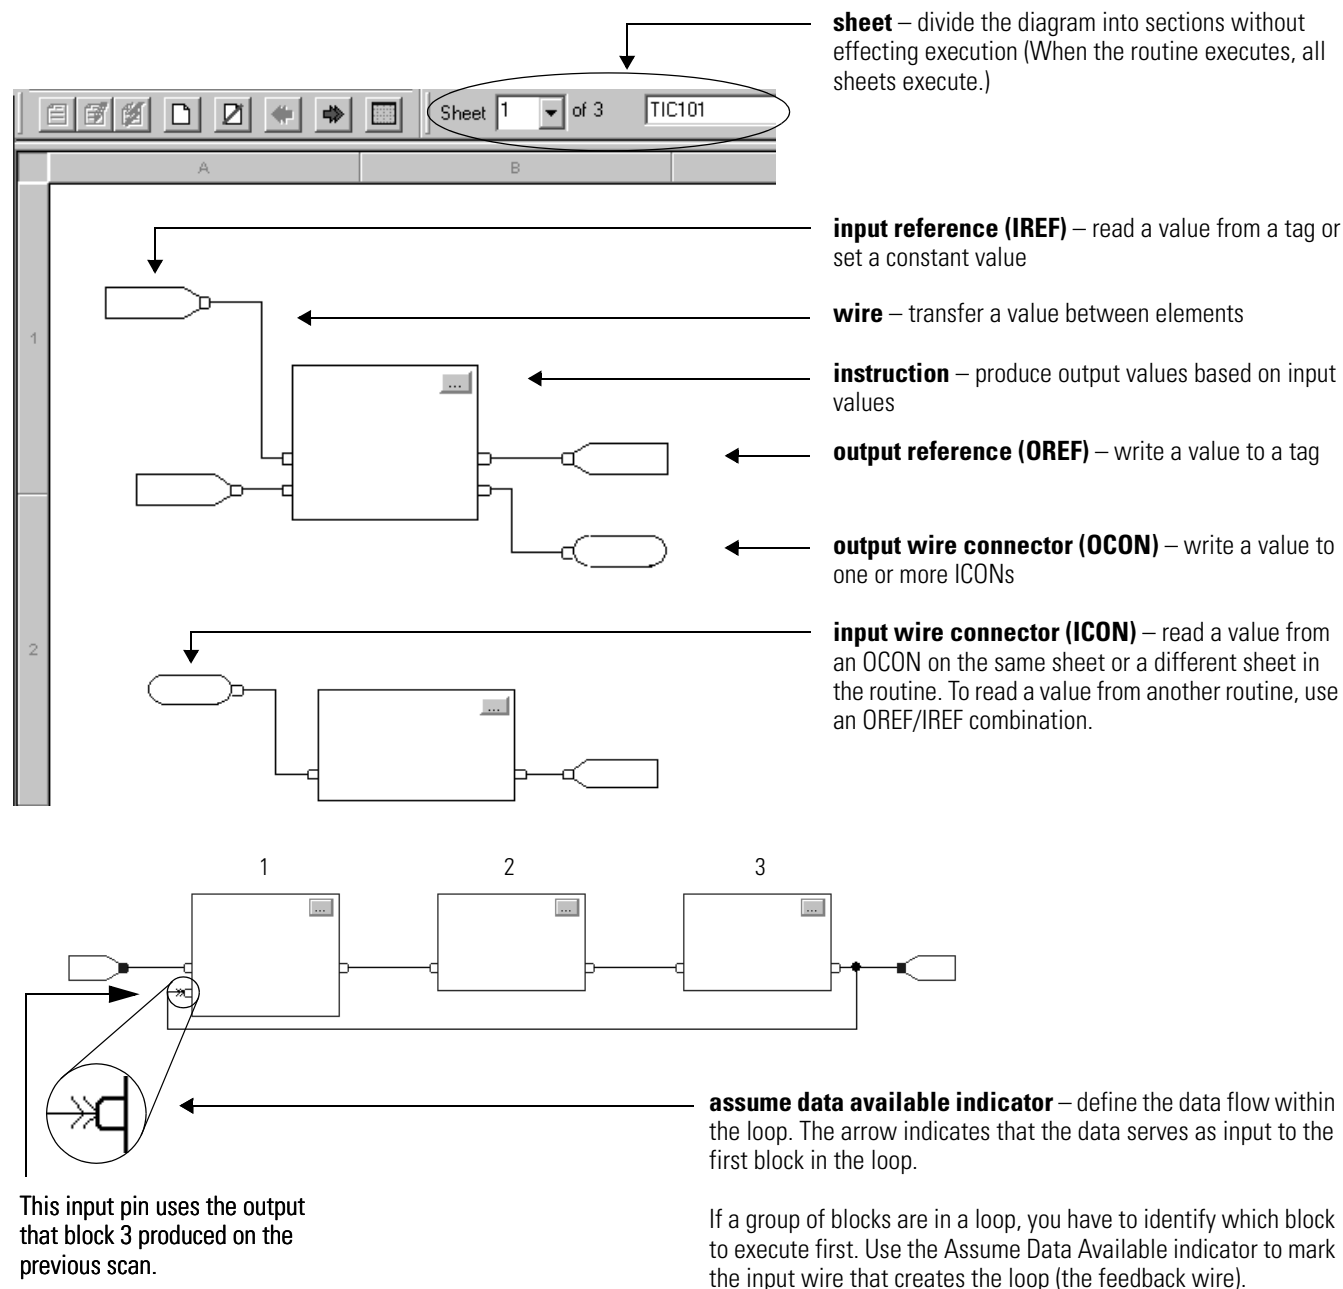 sheet – divide the diagram into sections without
effecting execution (When the routine executes, all
sheets execute.)
Sheet 1 of 3 TIC101
A B
input reference (IREF) – read a value from a tag or
set a constant value
wire – transfer a value between elements
1
instruction – produce output values based on input
values
...
output reference (OREF) – write a value to a tag
output wire connector (OCON) – write a value to
one or more ICONs
input wire connector (ICON) – read a value from
an OCON on the same sheet or a different sheet in
the routine. To read a value from another routine, use
an OREF/IREF combination.
2
...
1 2 3
... ... ...
assume data available indicator – define the data flow within
the loop. The arrow indicates that the data serves as input to the
first block in the loop.
This input pin uses the output
that block 3 produced on the
previous scan.
If a group of blocks are in a loop, you have to identify which block
to execute first. Use the Assume Data Available indicator to mark
the input wire that creates the loop (the feedback wire).